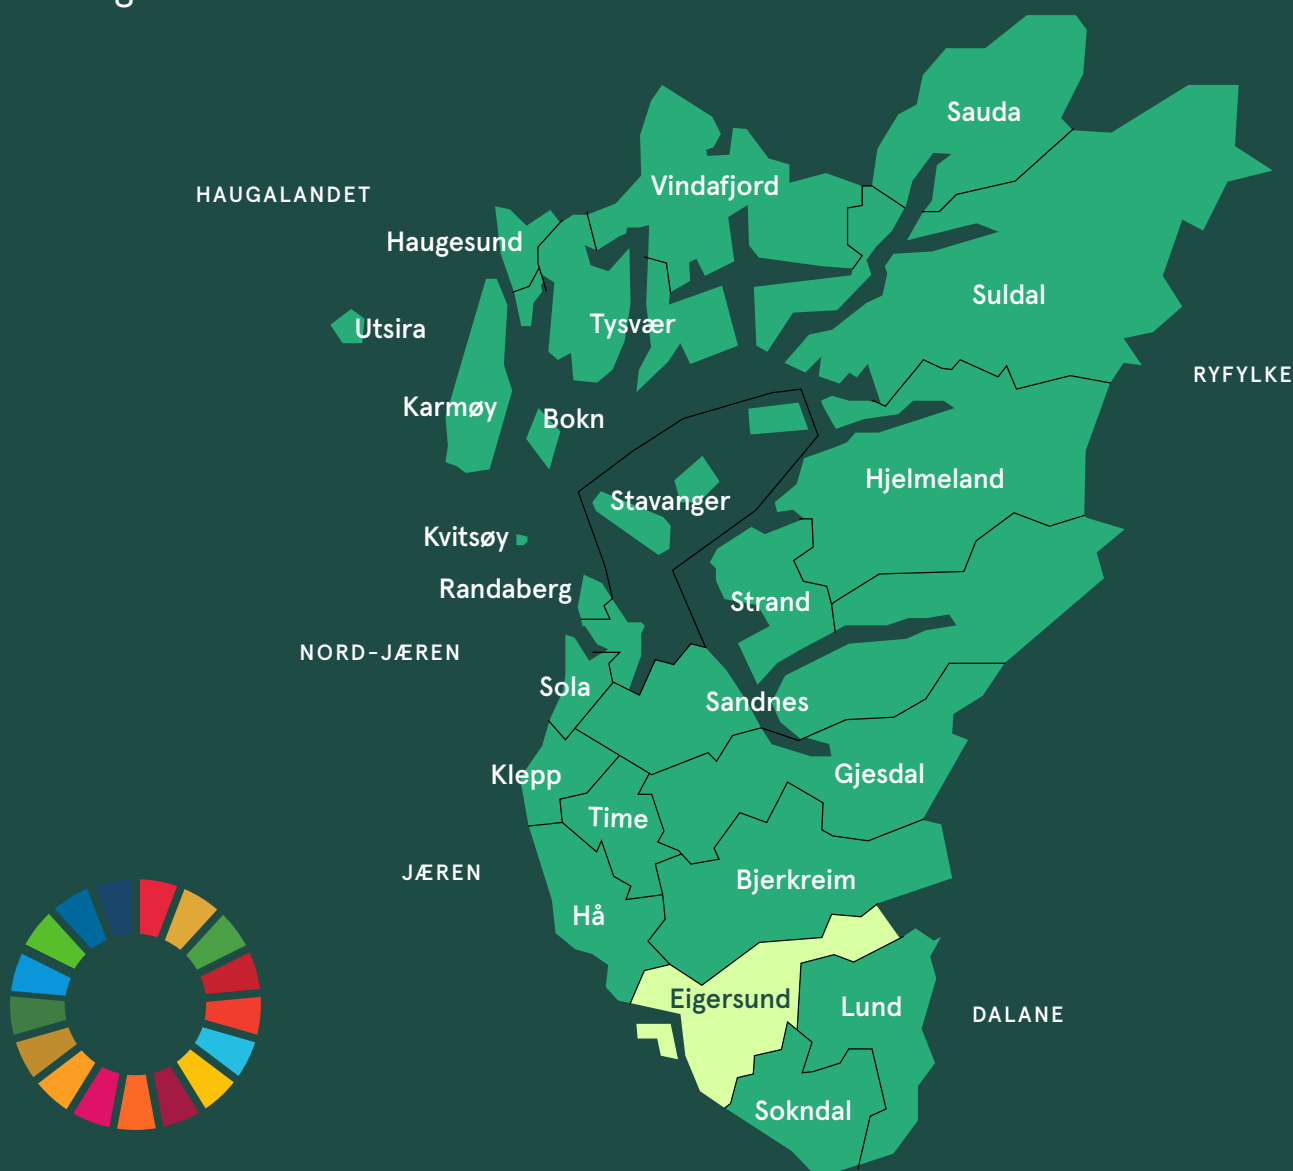 Sauda
Vindafjord
HAUGALANDET
Haugesund
Suldal
Tysvær
Utsira
RYFYLKE
Karmøy
Bokn
Hjelmeland
Stavanger
Kvitsøy
Randaberg
Strand
NORD-JÆREN
Sola
Sandnes
Klepp
Gjesdal
Time
JÆREN
Bjerkreim
Hå
Eigersund
Lund
DALANE
Sokndal